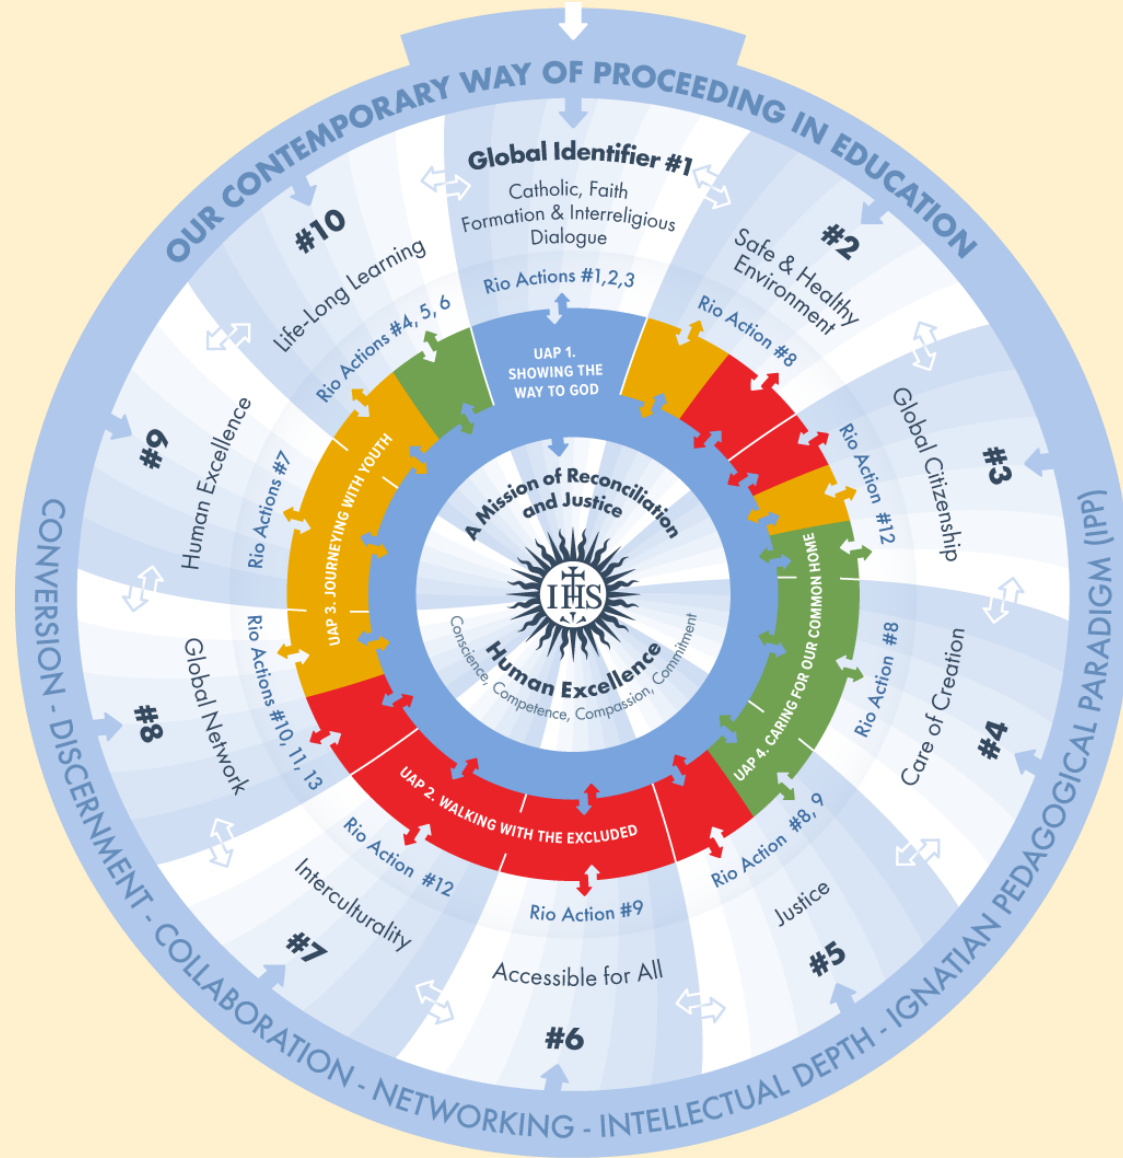 OUR CONTEMPORARY WAY OF PROCEEDING IN EDUCATION
Global Identifier #1
Catholic, Faith
Formation & Interreligious
Dialogue
Rio Actions #1,2,3
#2
Safe & Healthy
Environment
Rio Action #8
#3
Global Citizenship
Rio Action #12
#4
Care of Creation
Rio Action #8
#5
Justice
Rio Action #8, 9
#6
Accessible for All
Rio Action #9
#7
Interculturality
Rio Action #12
#8
Global Network
Rio Actions #10, 11, 13
#9
Human Excellence
Rio Actions #7
#10
Life-Long Learning
Rio Actions #4, 5, 6
UAP 1.
SHOWING THE
WAY TO GOD
UAP 4. CARING FOR OUR COMMON HOME
UAP 2. WALKING WITH THE EXCLUDED
UAP 3. JOURNEYING WITH YOUTH
A Mission of Reconciliation
and Justice
IHS
Human Excellence
Conscience, Competence, Compassion, Commitment
CONVERSION - DISCERNMENT - COLLABORATION - NETWORKING - INTELLECTUAL DEPTH - IGNATIAN PEDAGOGICAL PARADIGM (IPP)